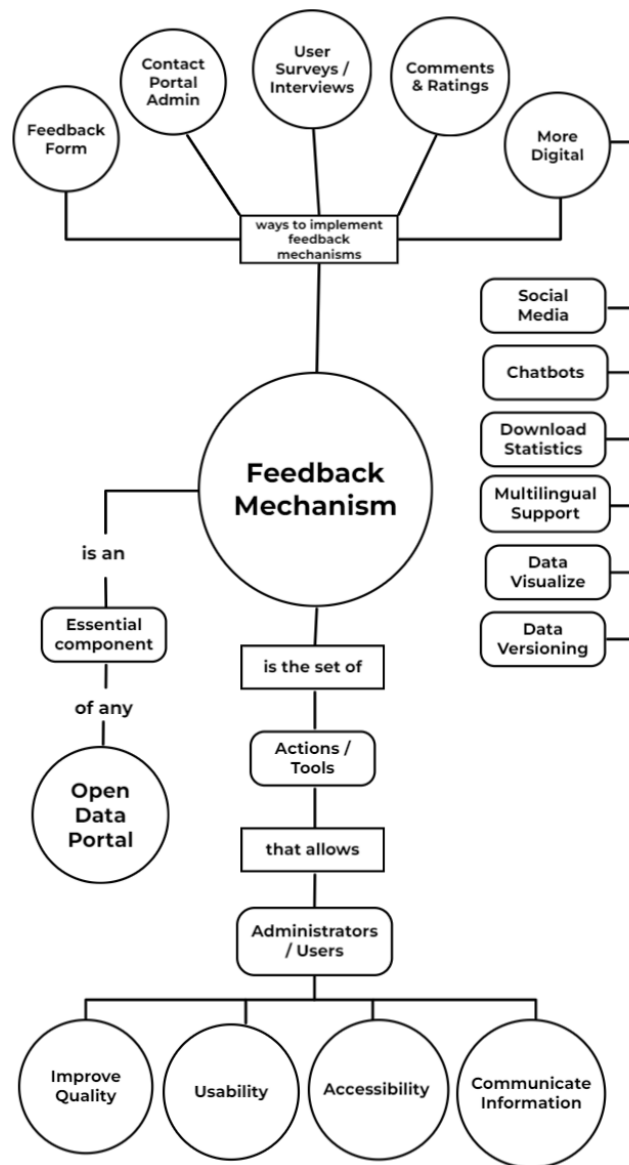 User
Surveys /
Interviews
Contact
Portal
Admin
Comments
& Ratings
Feedback
Form
More
Digital
ways to implement
feedback
mechanisms
Social
Media
Chatbots
Download
Statistics
Multilingual
Support
Data
Visualize
Data
Versioning
Feedback
Mechanism
is an
Essential
component
of any
Open
Data
Portal
is the set of
Actions /
Tools
that allows
Administrators
/ Users
Improve
Quality
Usability
Accessibility
Communicate
Information